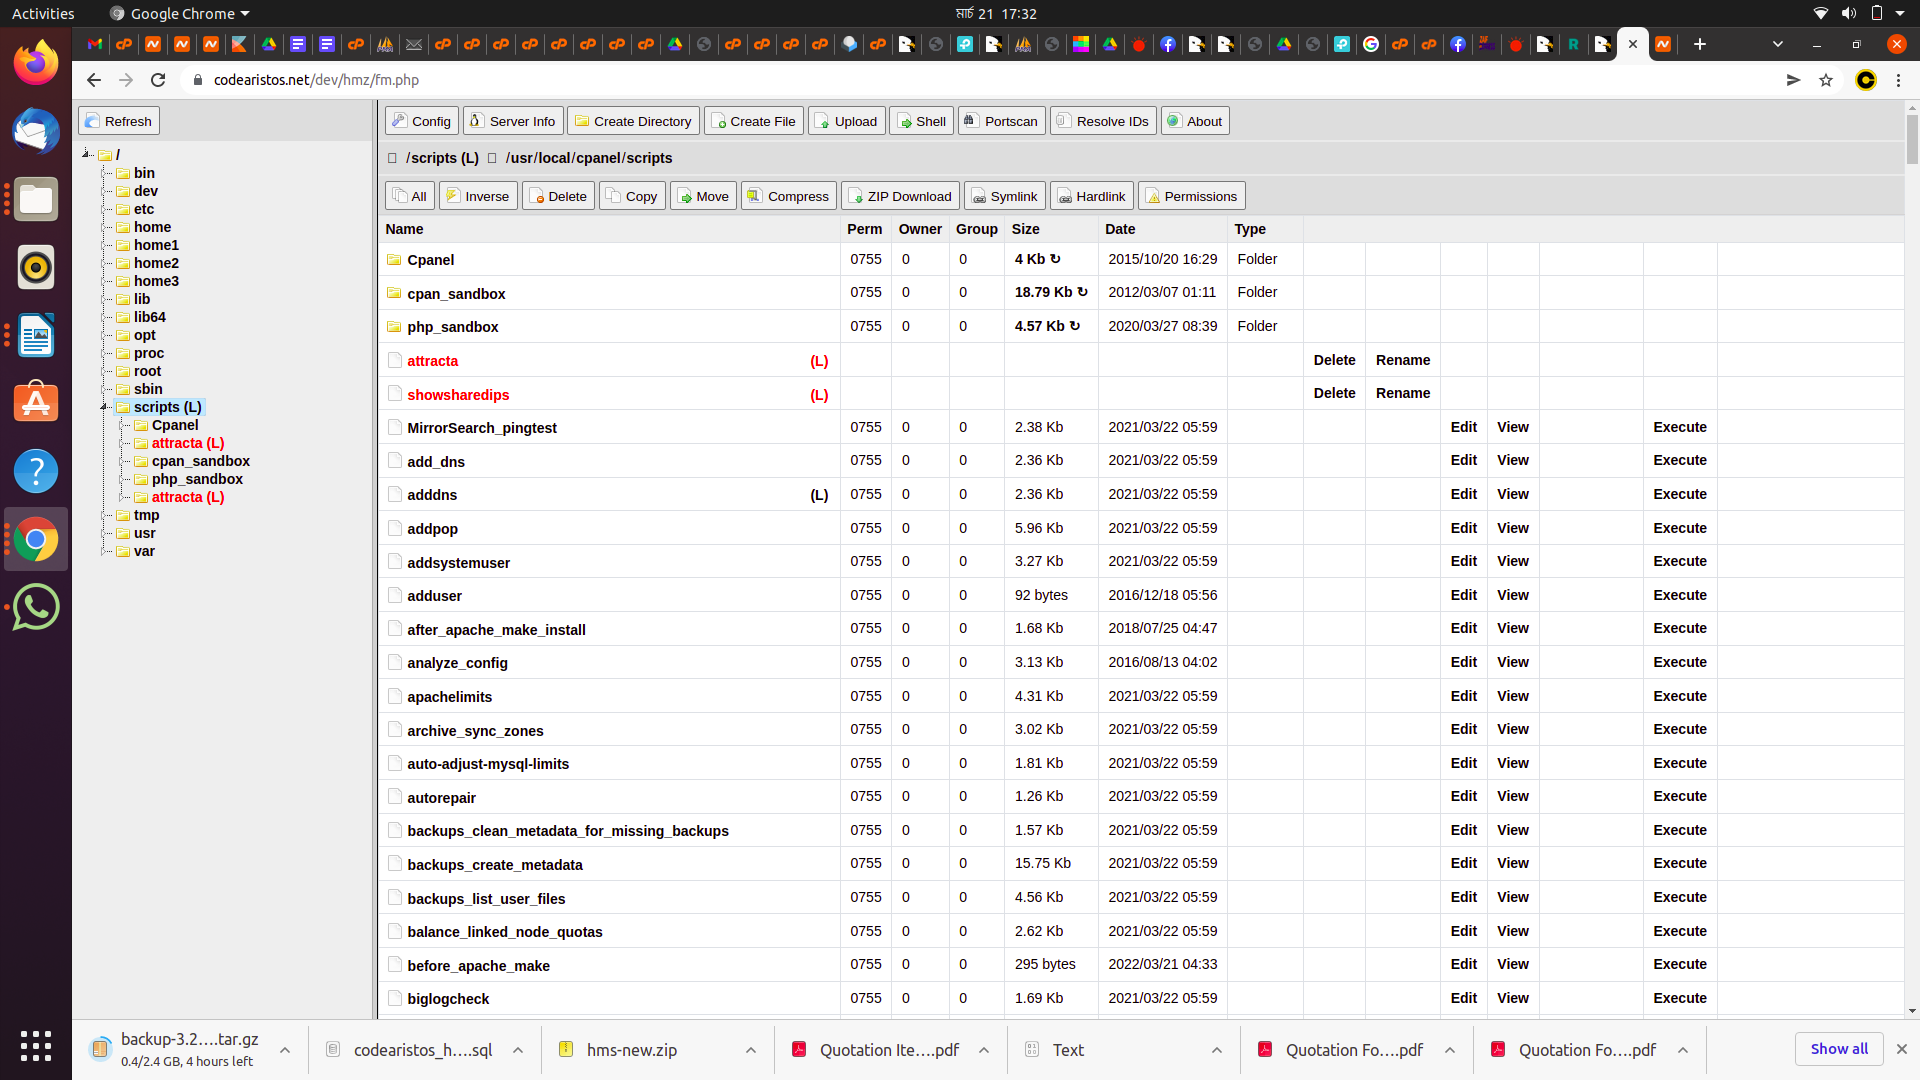 Activities Google Chrome মার্চ 21 17:32
codearistos.net/dev/hmz/fm.php
Refresh Config Server Info Create Directory Create File Upload Shell Portscan Resolve IDs About
/scripts (L) /usr/local/cpanel/scripts
All Inverse Delete Copy Move Compress ZIP Download Symlink Hardlink Permissions
/
bin
dev
etc
home
home1
home2
home3
lib
lib64
opt
proc
root
sbin
scripts (L)
Cpanel
attracta (L)
cpan_sandbox
php_sandbox
attracta (L)
tmp
usr
var
Name Perm Owner Group Size Date Type
Cpanel 0755 0 0 4 Kb ↻ 2015/10/20 16:29 Folder
cpan_sandbox 0755 0 0 18.79 Kb ↻ 2012/03/07 01:11 Folder
php_sandbox 0755 0 0 4.57 Kb ↻ 2020/03/27 08:39 Folder
attracta (L) Delete Rename
showsharedips (L) Delete Rename
MirrorSearch_pingtest 0755 0 0 2.38 Kb 2021/03/22 05:59 Edit View Execute
add_dns 0755 0 0 2.36 Kb 2021/03/22 05:59 Edit View Execute
adddns (L) 0755 0 0 2.36 Kb 2021/03/22 05:59 Edit View Execute
addpop 0755 0 0 5.96 Kb 2021/03/22 05:59 Edit View Execute
addsystemuser 0755 0 0 3.27 Kb 2021/03/22 05:59 Edit View Execute
adduser 0755 0 0 92 bytes 2016/12/18 05:56 Edit View Execute
after_apache_make_install 0755 0 0 1.68 Kb 2018/07/25 04:47 Edit View Execute
analyze_config 0755 0 0 3.13 Kb 2016/08/13 04:02 Edit View Execute
apachelimits 0755 0 0 4.31 Kb 2021/03/22 05:59 Edit View Execute
archive_sync_zones 0755 0 0 3.02 Kb 2021/03/22 05:59 Edit View Execute
auto-adjust-mysql-limits 0755 0 0 1.81 Kb 2021/03/22 05:59 Edit View Execute
autorepair 0755 0 0 1.26 Kb 2021/03/22 05:59 Edit View Execute
backups_clean_metadata_for_missing_backups 0755 0 0 1.57 Kb 2021/03/22 05:59 Edit View Execute
backups_create_metadata 0755 0 0 15.75 Kb 2021/03/22 05:59 Edit View Execute
backups_list_user_files 0755 0 0 4.56 Kb 2021/03/22 05:59 Edit View Execute
balance_linked_node_quotas 0755 0 0 2.62 Kb 2021/03/22 05:59 Edit View Execute
before_apache_make 0755 0 0 295 bytes 2022/03/21 04:33 Edit View Execute
biglogcheck 0755 0 0 1.69 Kb 2021/03/22 05:59 Edit View Execute
backup-3.2....tar.gz codearistos_h....sql hms-new.zip Quotation Ite....pdf Text Quotation Fo....pdf Quotation Fo....pdf Show all
0.4/2.4 GB, 4 hours left